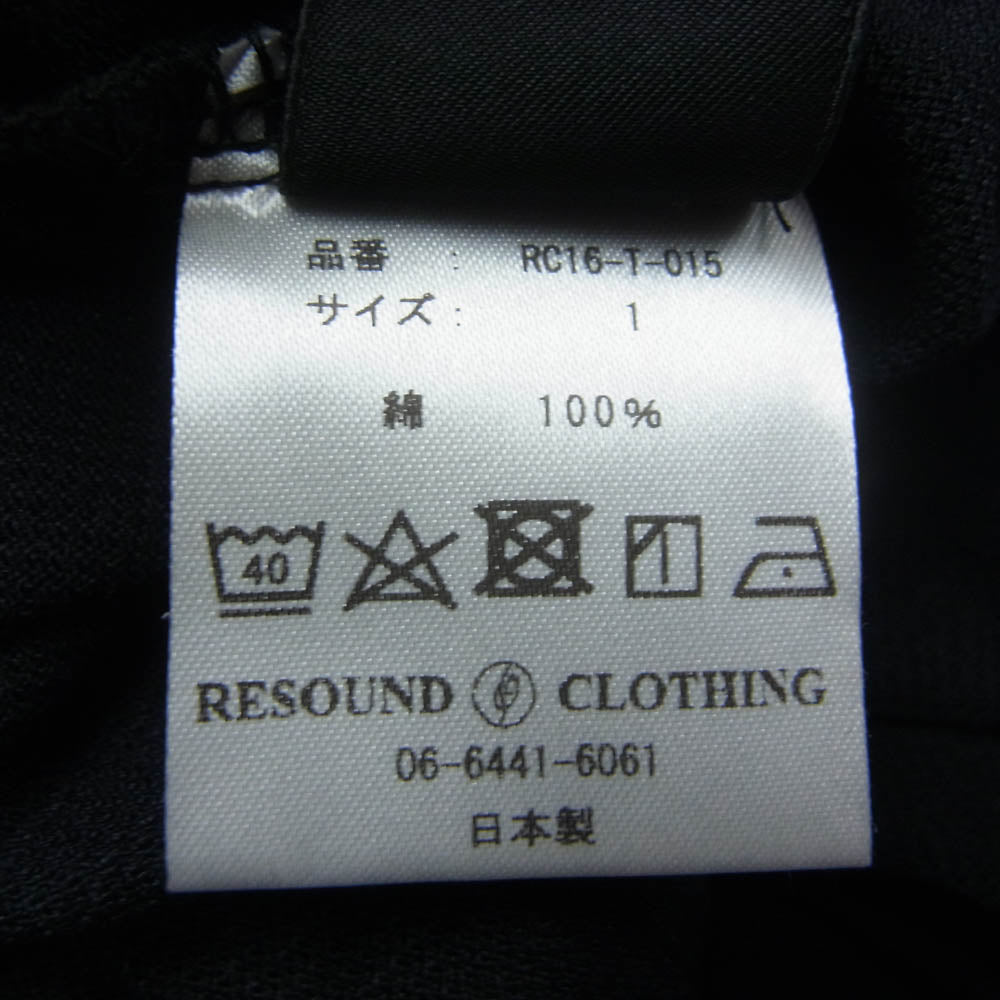 品番 : RC16-T-015
サイズ : 1
綿 100%
40
RESOUND CLOTHING
06-6441-6061
日本製